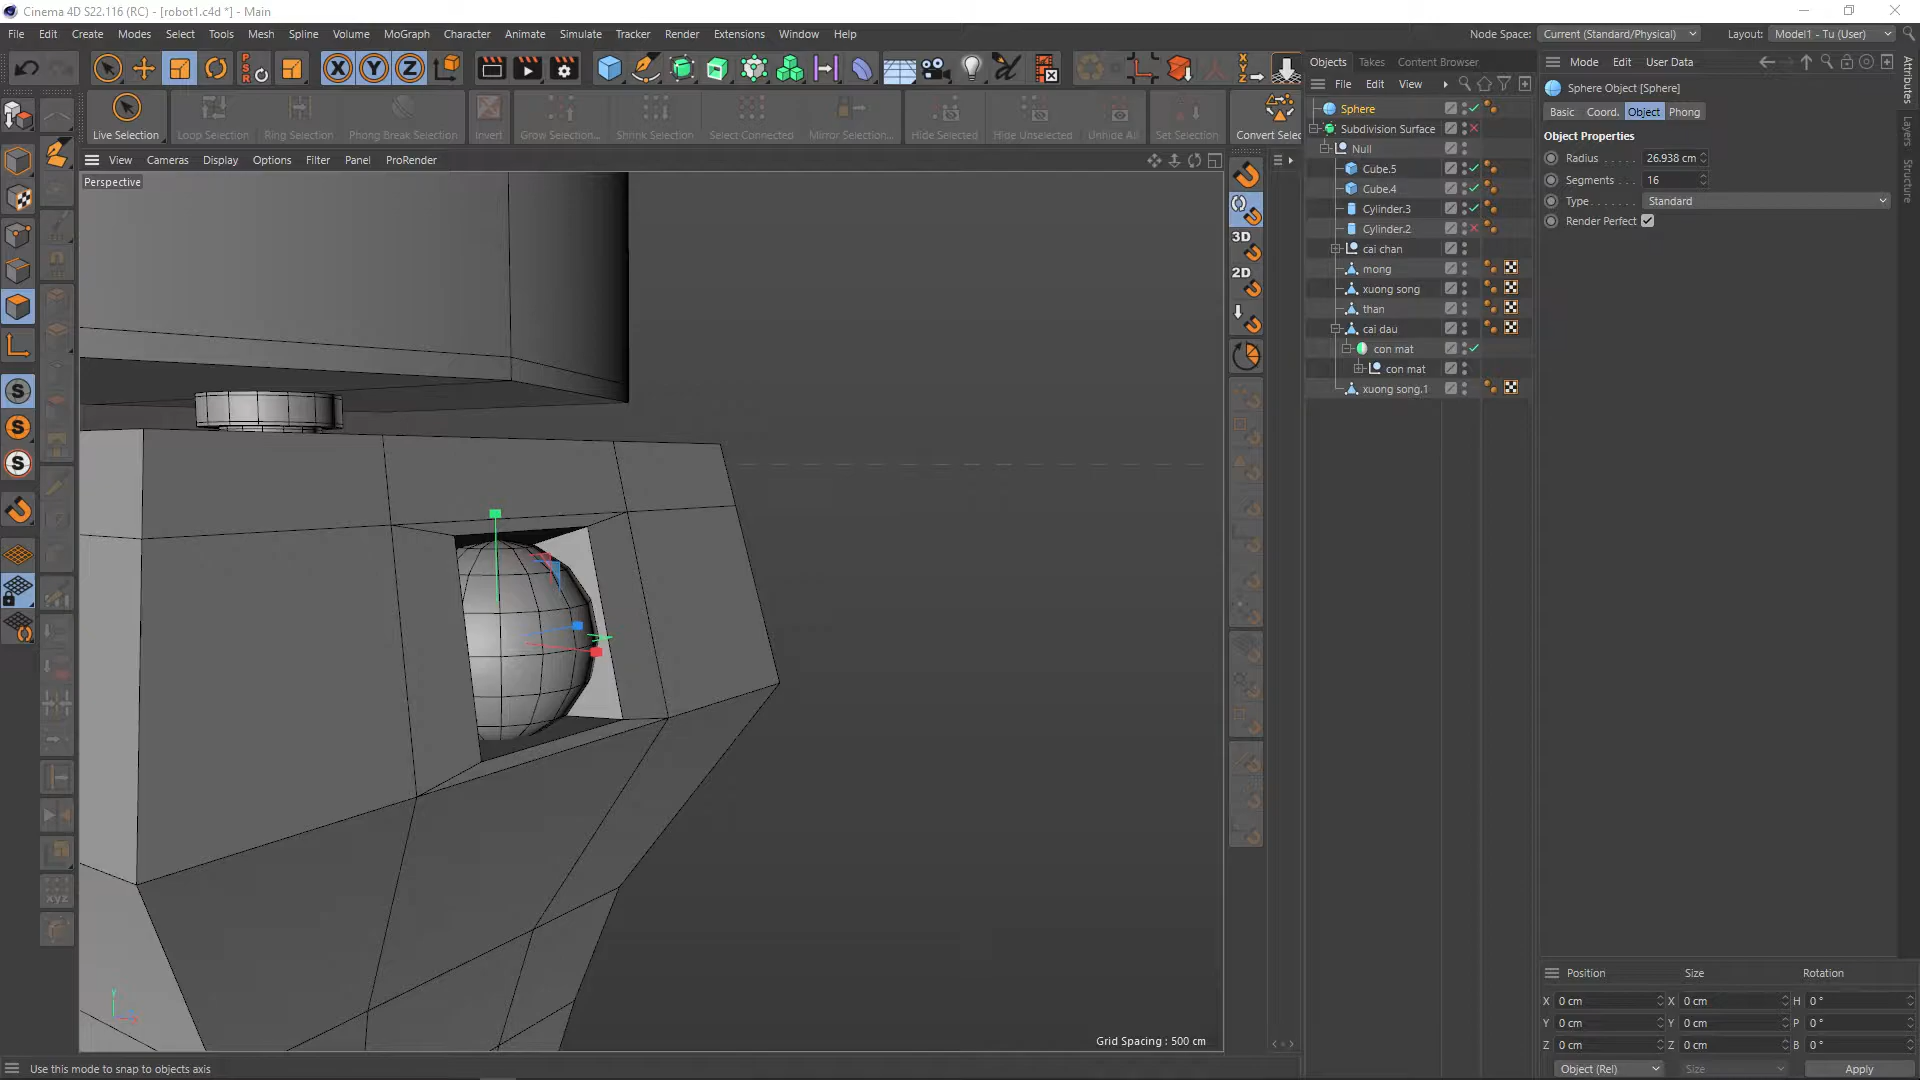 Cinema 4D S22.116 (RC) - [robot1.c4d *] - Main
File Edit Create Modes Select Tools Mesh Spline Volume MoGraph Character Animate Simulate Tracker Render Extensions Window Help
Node Space: Current (Standard/Physical) Layout: Model1 - Tu (User)
Live Selection Loop Selection Ring Selection Phong Break Selection Invert Grow Selection... Shrink Selection Select Connected Mirror Selection... Hide Selected Hide Unselected Unhide All Set Selection Convert Selec
View Cameras Display Options Filter Panel ProRender
Perspective
Grid Spacing : 500 cm
3D
2D
xyz
Y
Objects Takes Content Browser
File Edit View
Sphere
Subdivision Surface
Null
Cube.5
Cube.4
Cylinder.3
Cylinder.2
cai chan
mong
xuong song
than
cai dau
con mat
con mat
xuong song.1
Mode Edit User Data
Sphere Object [Sphere]
Basic Coord. Object Phong
Object Properties
Radius . . . . . 26.938 cm
Segments . . . 16
Type. . . . . . . Standard
Render Perfect
Attributes
Layers
Structure
Position Size Rotation
X 0 cm X 0 cm H 0 °
Y 0 cm Y 0 cm P 0 °
Z 0 cm Z 0 cm B 0 °
Object (Rel) Size Apply
Use this mode to snap to objects axis